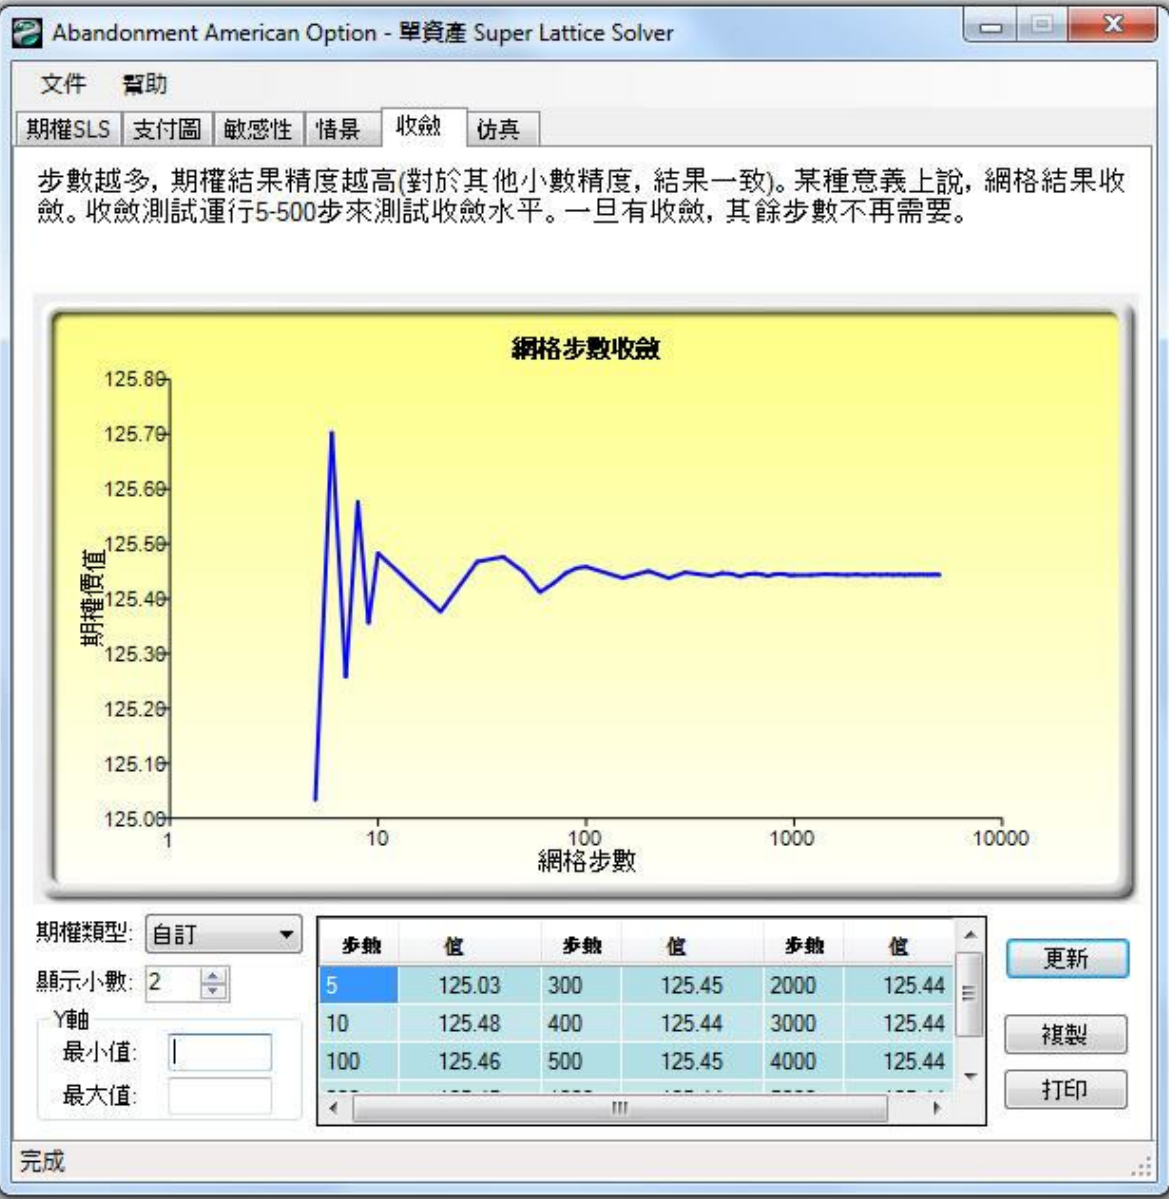 Abandonment American Option - 單資產 Super Lattice Solver
文件 幫助
期權SLS 支付圖 敏感性 情景 收斂 仿真
步數越多, 期權結果精度越高(對於其他小數精度, 結果一致)。某種意義上說, 網格結果收
斂。收斂測試運行5-500步來測試收斂水平。一旦有收斂, 其餘步數不再需要。
網格步數收斂
125.80
125.70
125.60
125.50
125.40
125.30
125.20
125.10
125.00
期權價值
1 10 100 1000 10000
網格步數
期權類型: 自訂
顯示小數: 2
Y軸
最小值:
最大值:
步數 值 步數 值 步數 值
5 125.03 300 125.45 2000 125.44
10 125.48 400 125.44 3000 125.44
100 125.46 500 125.45 4000 125.44
更新
複製
打印
完成